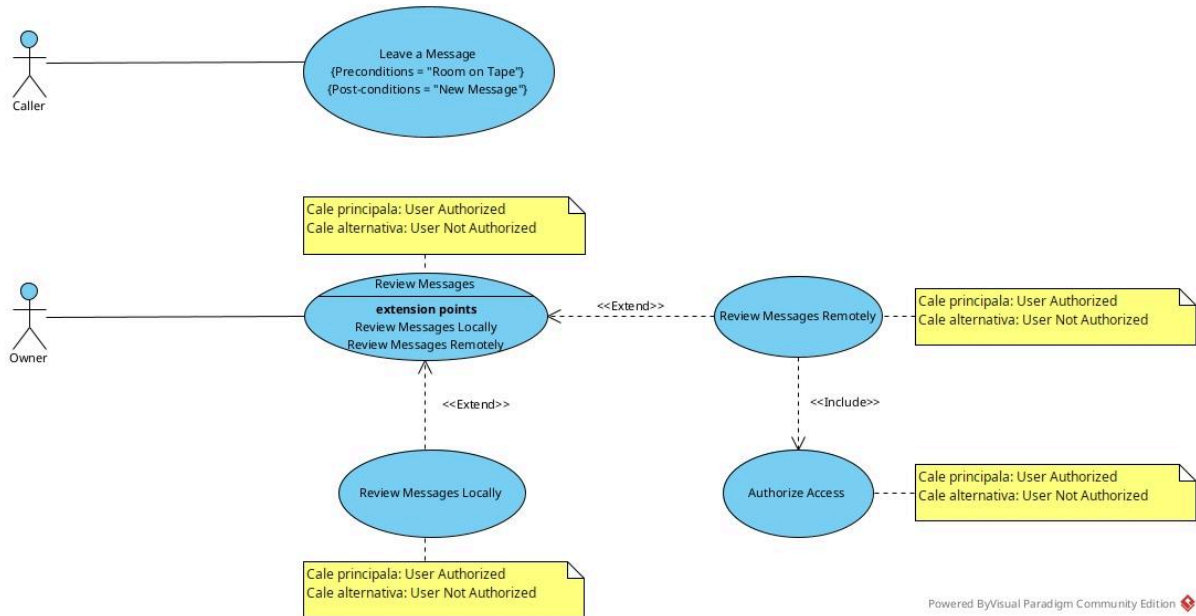 Leave a Message
{Preconditions = "Room on Tape"}
{Post-conditions = "New Message"}
Caller
Cale principala: User Authorized
Cale alternativa: User Not Authorized
Review Messages
extension points
Review Messages Locally
Review Messages Remotely
Owner
<<Extend>>
Review Messages Remotely
Cale principala: User Authorized
Cale alternativa: User Not Authorized
<<Extend>>
<<Include>>
Review Messages Locally
Authorize Access
Cale principala: User Authorized
Cale alternativa: User Not Authorized
Cale principala: User Authorized
Cale alternativa: User Not Authorized
Powered ByVisual Paradigm Community Edition